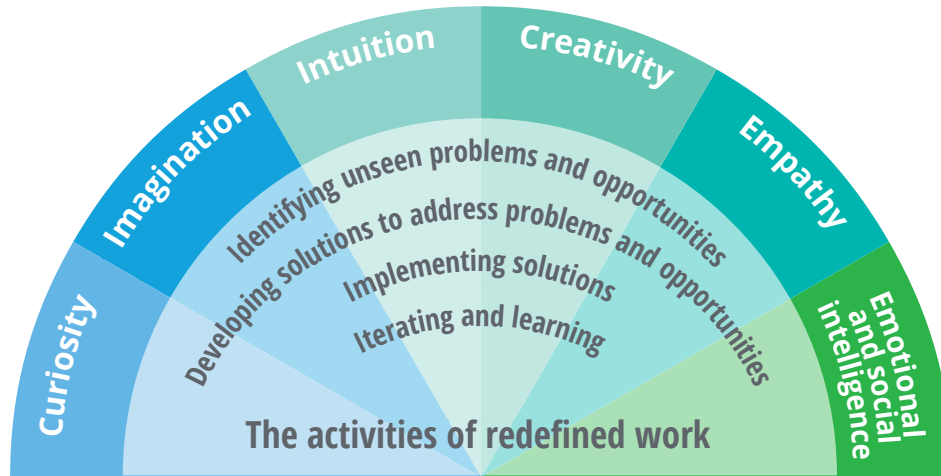 Curiosity
Imagination
Intuition
Creativity
Empathy
Emotional
and social
intelligence
Identifying unseen problems and opportunities
Developing solutions to address problems and opportunities
Implementing solutions
Iterating and learning
The activities of redefined work